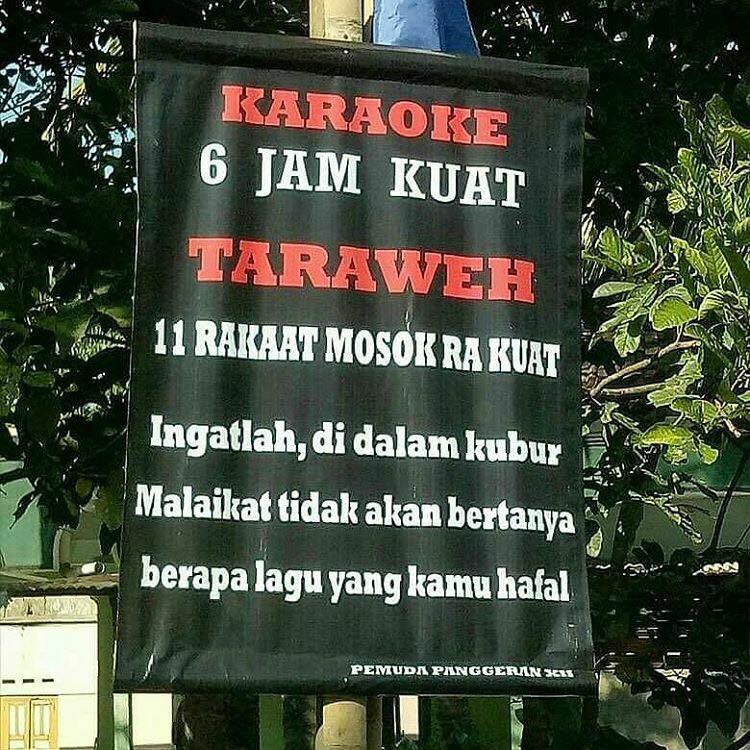 KARAOKE
6 JAM KUAT
TARAWEH
11 RAKAAT MOSOK RA KUAT
Ingatlah, di dalam kubur
Malaikat tidak akan bertanya
berapa lagu yang kamu hafal
PEMUDA PANGGERAN XII